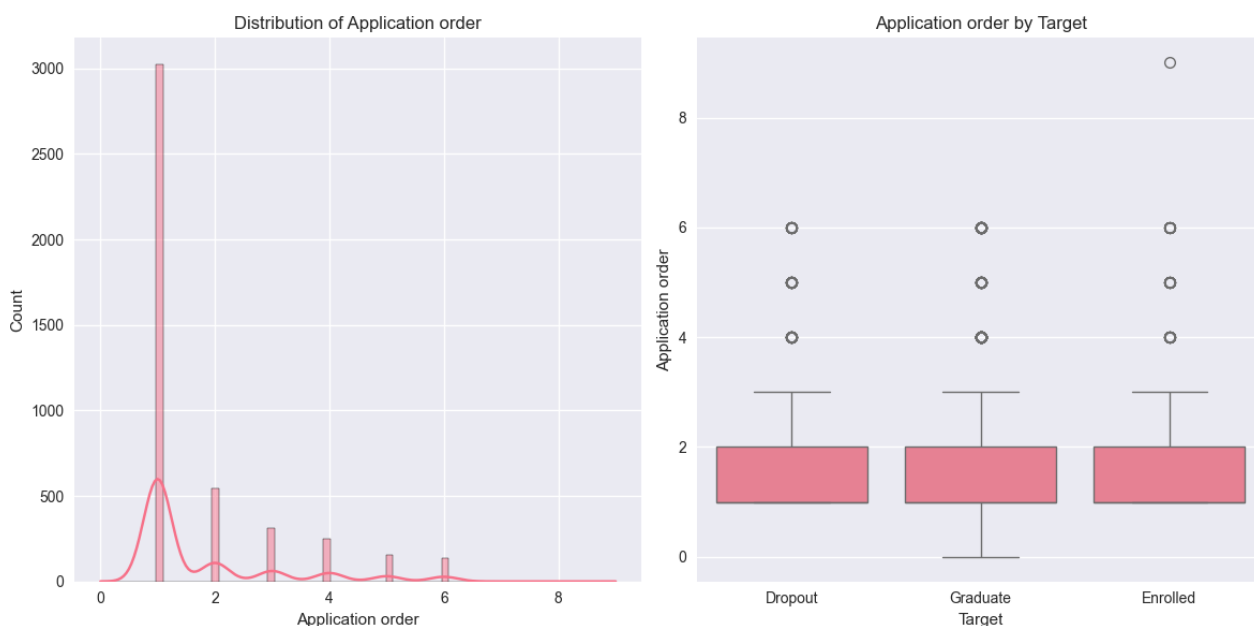 Distribution of Application order
3000
2500
2000
1500
1000
500
0
Count
0 2 4 6 8
Application order
Application order by Target
8
6
4
2
0
Application order
Dropout Graduate Enrolled
Target